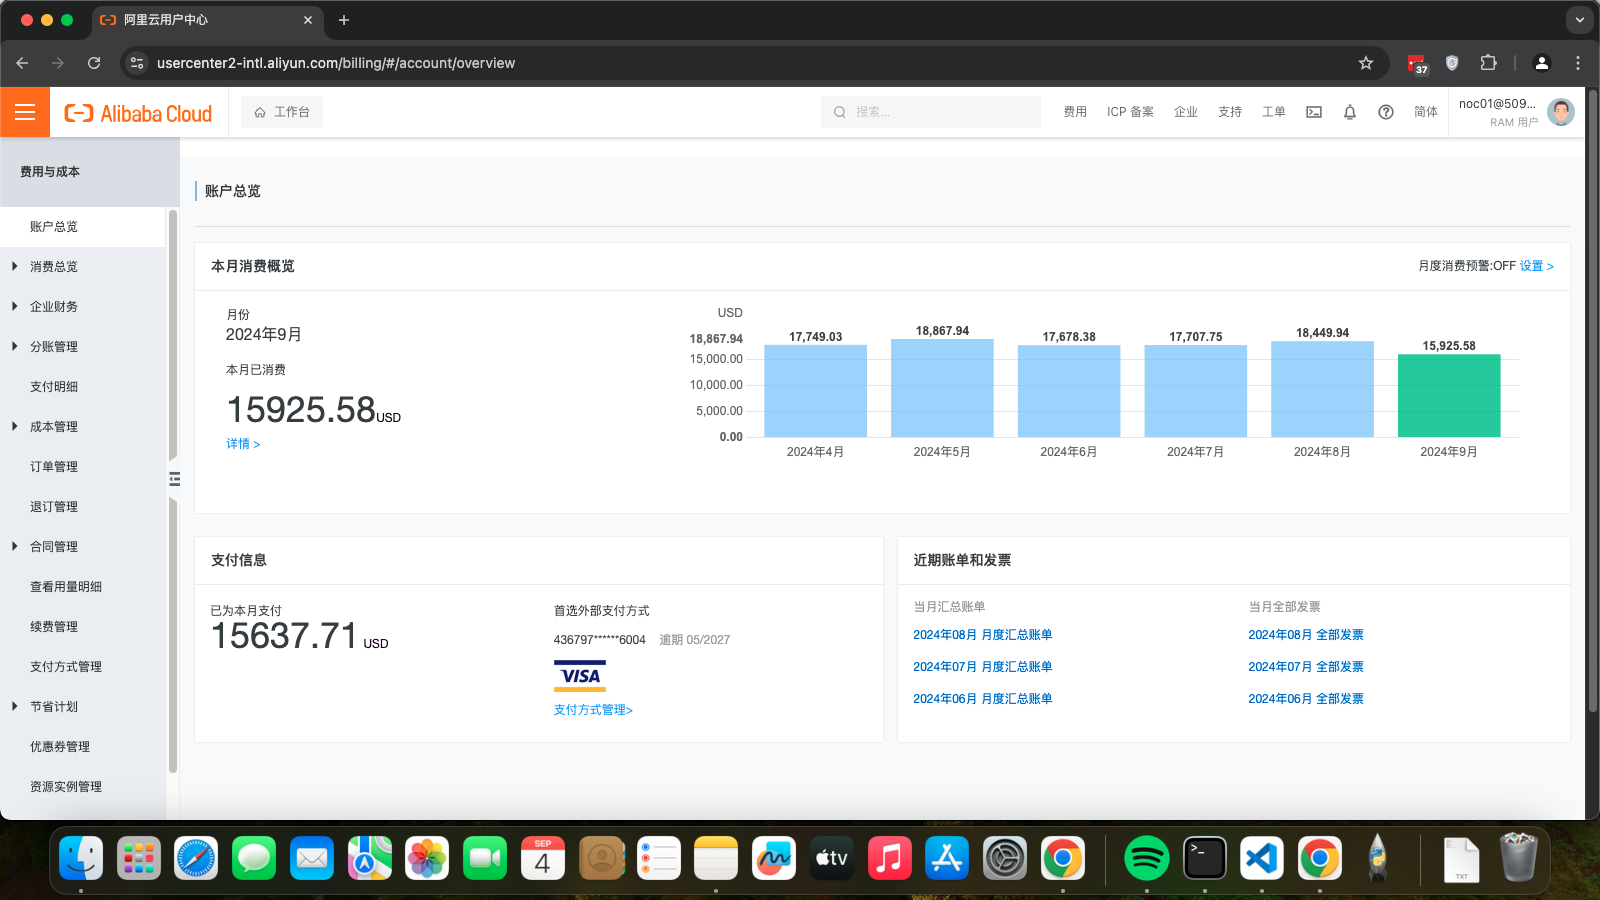 阿里云用户中心
usercenter2-intl.aliyun.com/billing/#/account/overview
37
Alibaba Cloud
工作台
搜索...
费用
ICP 备案
企业
支持
工单
简体
noc01@509...
RAM 用户
费用与成本
账户总览
消费总览
企业财务
分账管理
支付明细
成本管理
订单管理
退订管理
合同管理
查看用量明细
续费管理
支付方式管理
节省计划
优惠券管理
资源实例管理
账户总览
本月消费概览
月度消费预警:OFF 设置 >
月份
2024年9月
本月已消费
15925.58USD
详情 >
USD
18,867.94
15,000.00
10,000.00
5,000.00
0.00
17,749.03
18,867.94
17,678.38
17,707.75
18,449.94
15,925.58
2024年4月
2024年5月
2024年6月
2024年7月
2024年8月
2024年9月
支付信息
已为本月支付
15637.71 USD
首选外部支付方式
436797******6004 逾期 05/2027
VISA
支付方式管理>
近期账单和发票
当月汇总账单
2024年08月 月度汇总账单
2024年07月 月度汇总账单
2024年06月 月度汇总账单
当月全部发票
2024年08月 全部发票
2024年07月 全部发票
2024年06月 全部发票
SEP
4
tv
>_
TXT